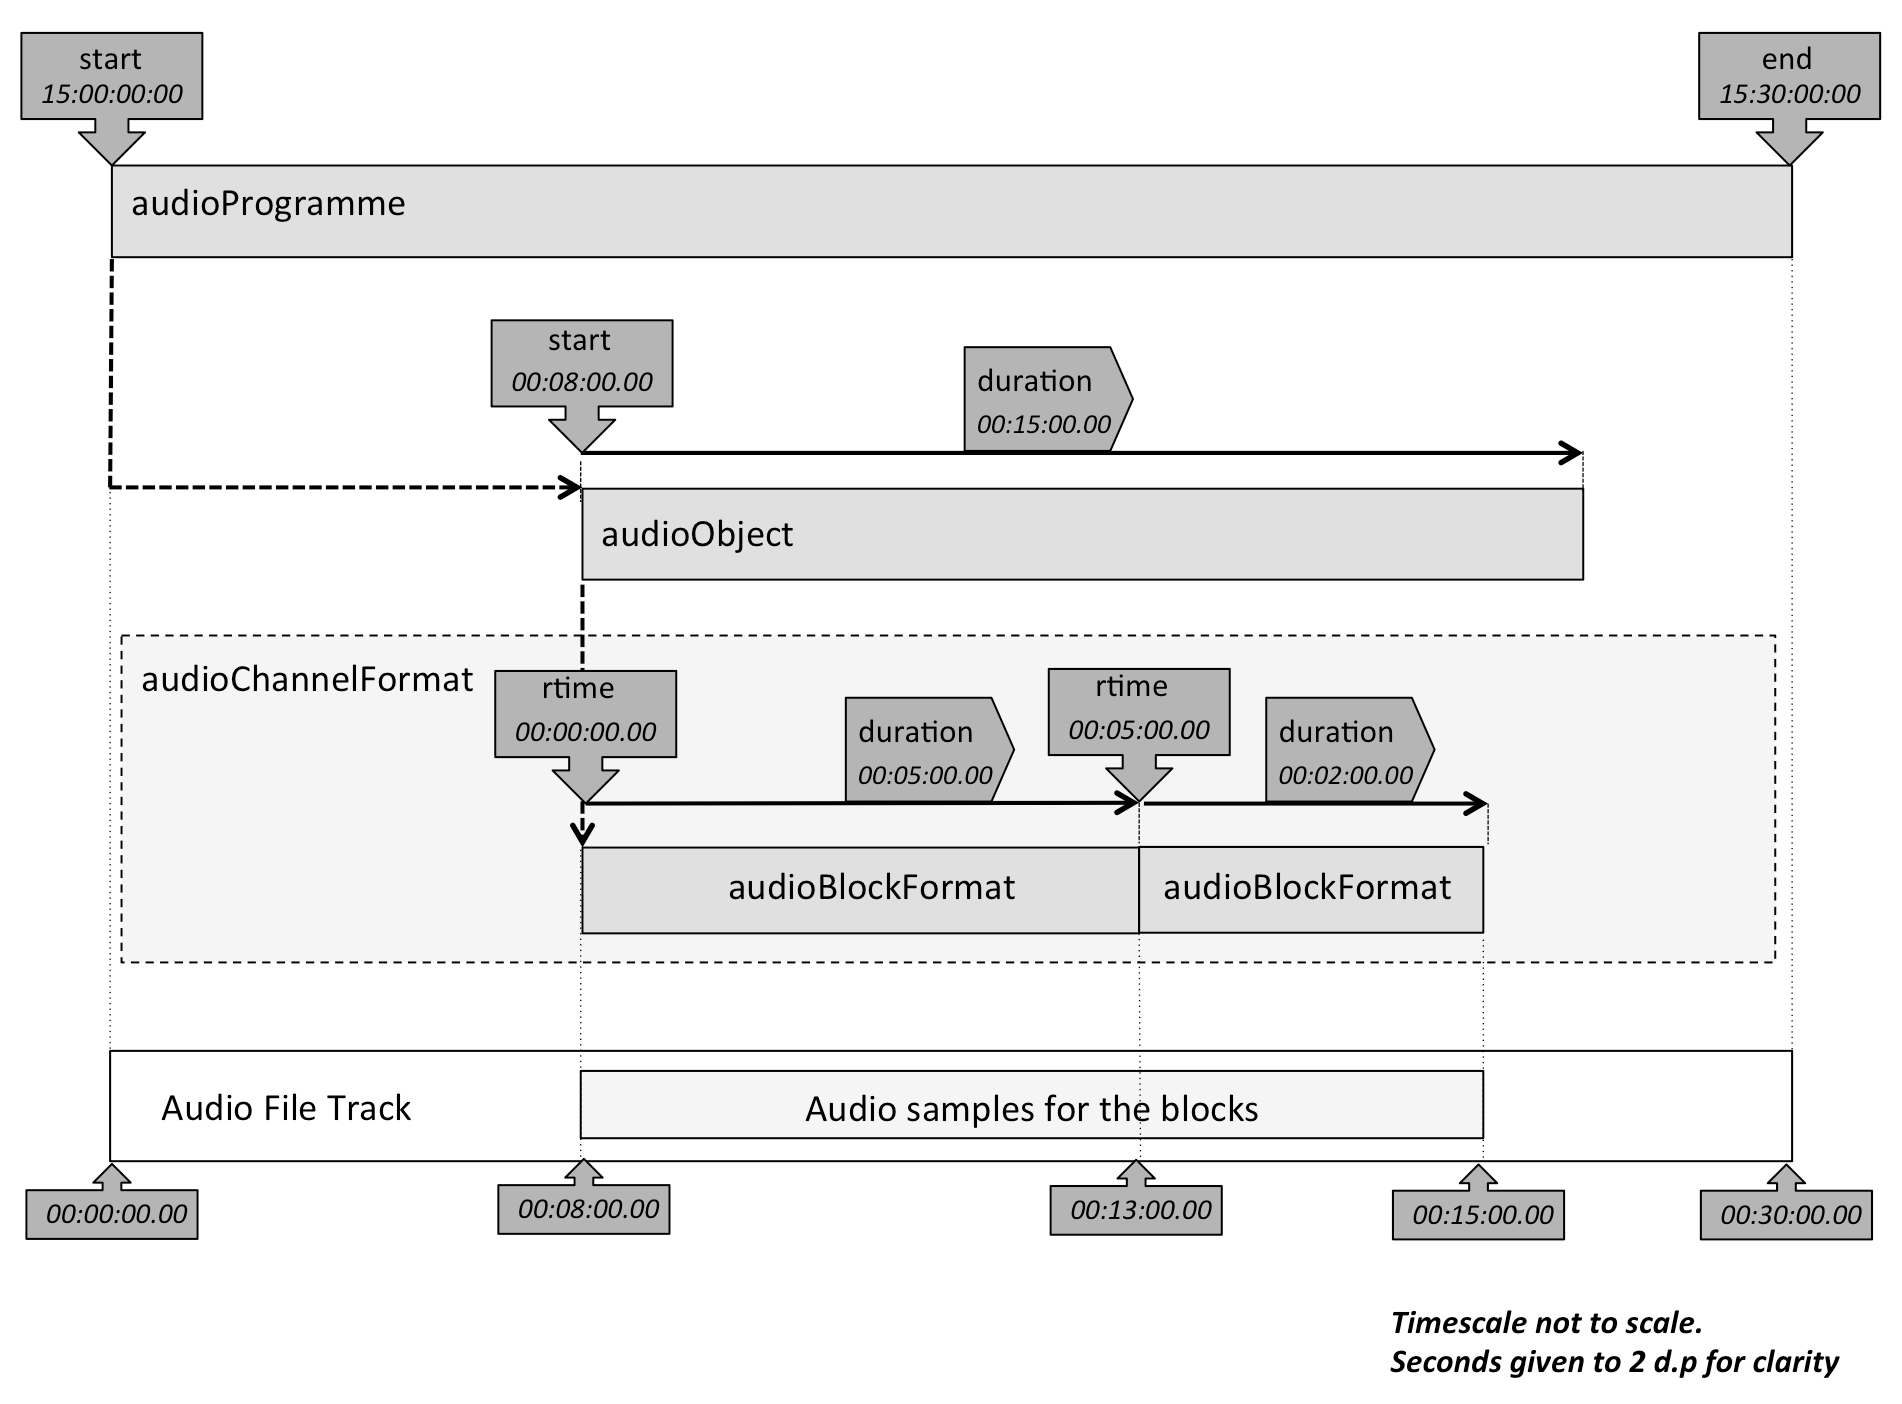 start
15:00:00:00
end
15:30:00:00
audioProgramme
start
00:08:00.00
duration
00:15:00.00
audioObject
audioChannelFormat
rtime
00:00:00.00
duration
00:05:00.00
rtime
00:05:00.00
duration
00:02:00.00
audioBlockFormat
audioBlockFormat
Audio File Track
Audio samples for the blocks
00:00:00.00
00:08:00.00
00:13:00.00
00:15:00.00
00:30:00.00
Timescale not to scale.
Seconds given to 2 d.p for clarity